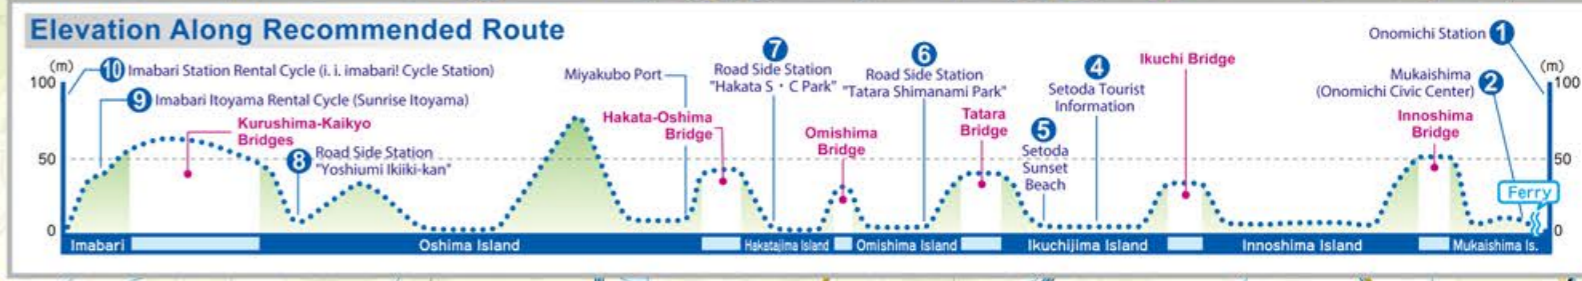 Elevation Along Recommended Route
(m)
100
50
0
10 Imabari Station Rental Cycle (i. i. imabari! Cycle Station)
9 Imabari Itoyama Rental Cycle (Sunrise Itoyama)
Kurushima-Kaikyo
Bridges
8 Road Side Station
"Yoshiumi Ikiiki-kan"
Miyakubo Port
Hakata-Oshima
Bridge
7
Road Side Station
"Hakata S・C Park"
Omishima
Bridge
6
Road Side Station
"Tatara Shimanami Park"
Tatara
Bridge
5
Setoda
Sunset
Beach
4
Setoda Tourist
Information
Ikuchi Bridge
Onomichi Station 1
Mukaishima 2
(Onomichi Civic Center)
Innoshima
Bridge
Ferry
(m)
100
50
0
Imabari
Oshima Island
Hakatajima Island
Omishima Island
Ikuchijima Island
Innoshima Island
Mukaishima Is.